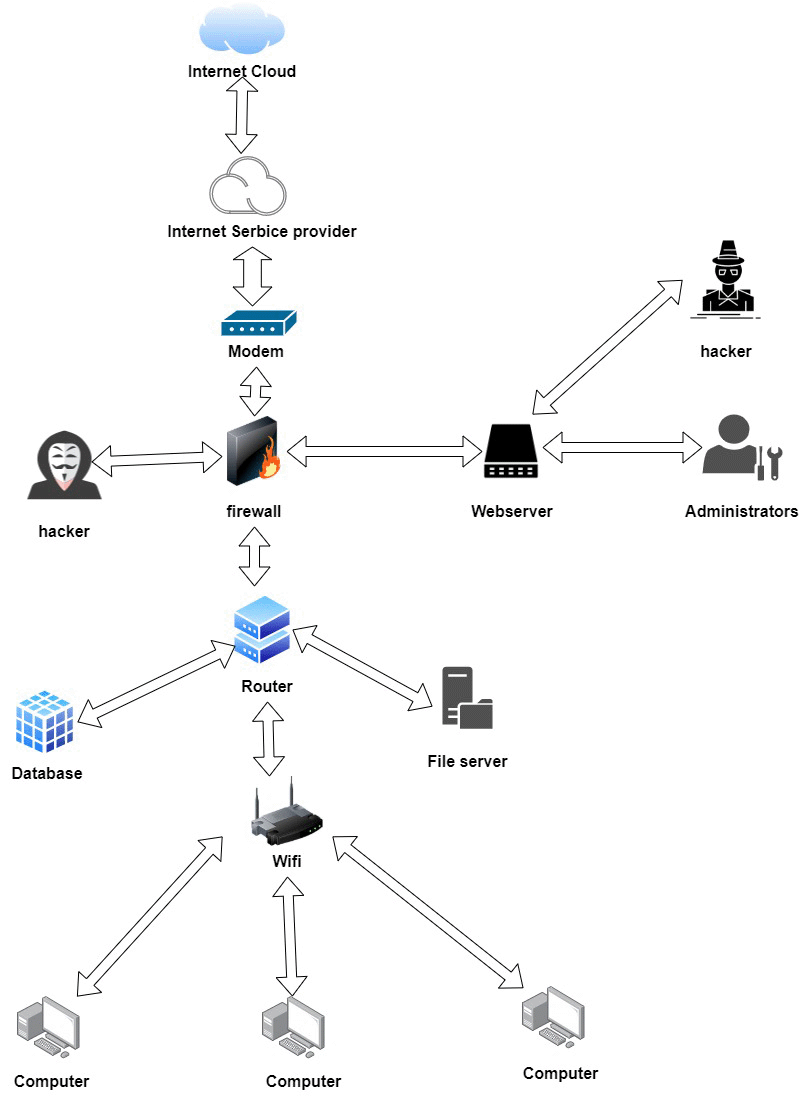 Internet Cloud
Internet Serbice provider
Modem
hacker
firewall
Webserver
Administrators
hacker
Router
Database
File server
Wifi
Computer
Computer
Computer